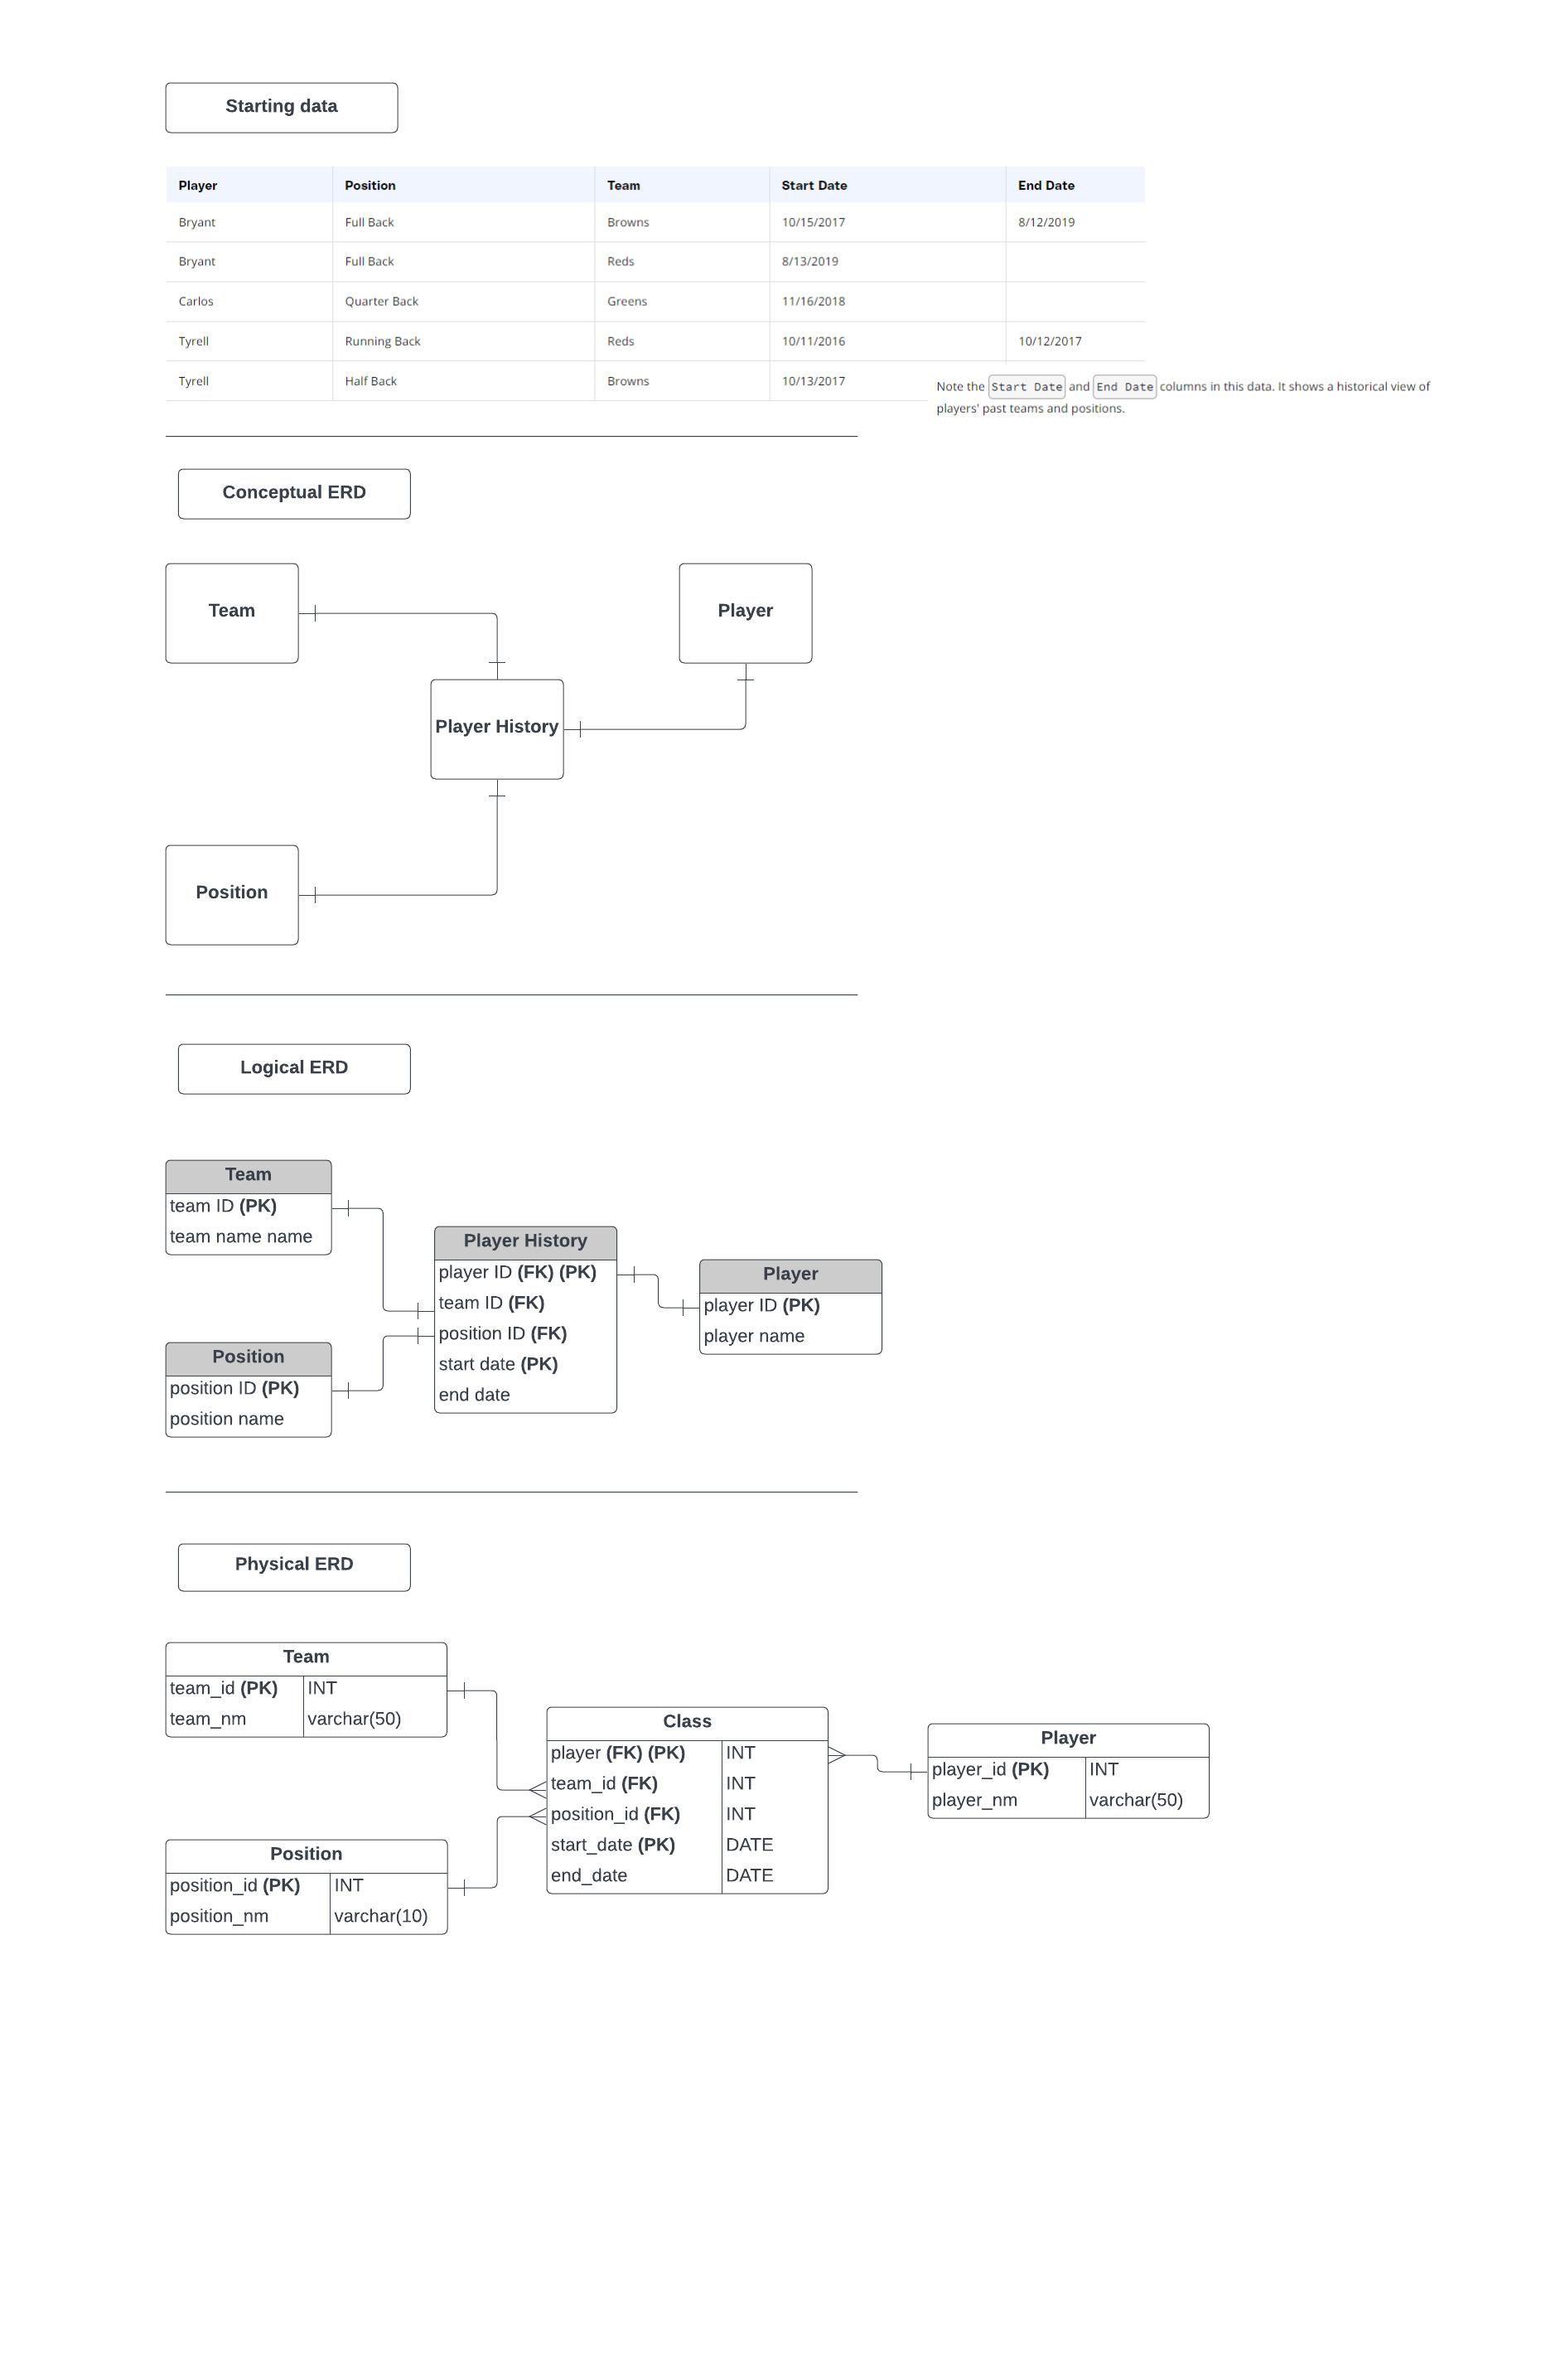 Starting data
Player Position Team Start Date End Date
Bryant Full Back Browns 10/15/2017 8/12/2019
Bryant Full Back Reds 8/13/2019
Carlos Quarter Back Greens 11/16/2018
Tyrell Running Back Reds 10/11/2016 10/12/2017
Tyrell Half Back Browns 10/13/2017
Note the Start Date and End Date columns in this data. It shows a historical view of
players' past teams and positions.
Conceptual ERD
Team
Player
Player History
Position
Logical ERD
Team
team ID (PK)
team name name
Player History
player ID (FK) (PK)
team ID (FK)
position ID (FK)
start date (PK)
end date
Player
player ID (PK)
player name
Position
position ID (PK)
position name
Physical ERD
Team
team_id (PK) INT
team_nm varchar(50)
Class
player (FK) (PK) INT
team_id (FK) INT
position_id (FK) INT
start_date (PK) DATE
end_date DATE
Player
player_id (PK) INT
player_nm varchar(50)
Position
position_id (PK) INT
position_nm varchar(10)